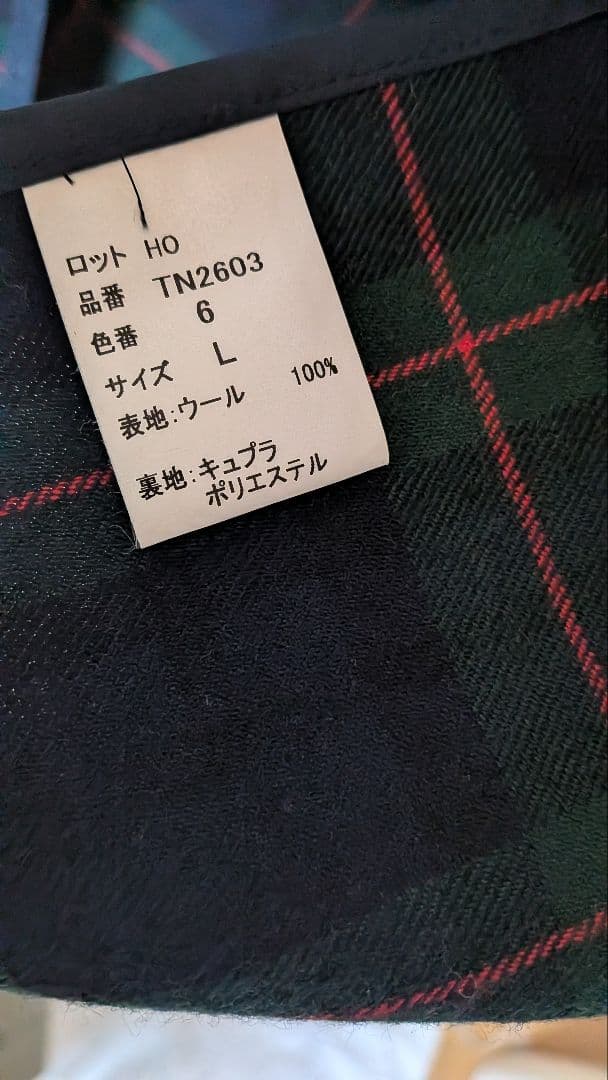 ロット HO
品番 TN2603
色番 6
サイズ L
表地:ウール 100%
裏地:キュプラ
ポリエステル